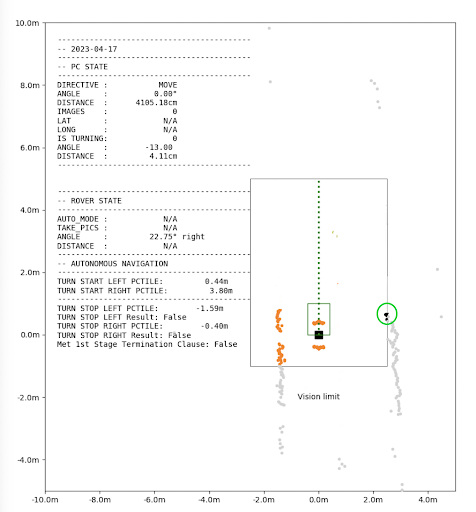 10.0m
-- 2023-04-17
-- PC STATE
DIRECTIVE : MOVE
8.0m
ANGLE : 0.00°
DISTANCE : 4105.18cm
IMAGES : 0
LAT : N/A
LONG : N/A
IS TURNING: 0
6.0m
ANGLE : -13.00
DISTANCE : 4.11cm
-- ROVER STATE
4.0m
AUTO_MODE : N/A
TAKE_PICS : N/A
ANGLE : 22.75° right
DISTANCE : N/A
-- AUTONOMOUS NAVIGATION
2.0m
TURN START LEFT PCTILE: 0.44m
TURN START RIGHT PCTILE: 3.80m
TURN STOP LEFT PCTILE: -1.59m
TURN STOP LEFT Result: False
TURN STOP RIGHT PCTILE: -0.40m
0.0m
TURN STOP RIGHT Result: False
Met 1st Stage Termination Clause: False
-2.0m
Vision limit
-4.0m
-10.0m -8.0m -6.0m -4.0m -2.0m 0.0m 2.0m 4.0m